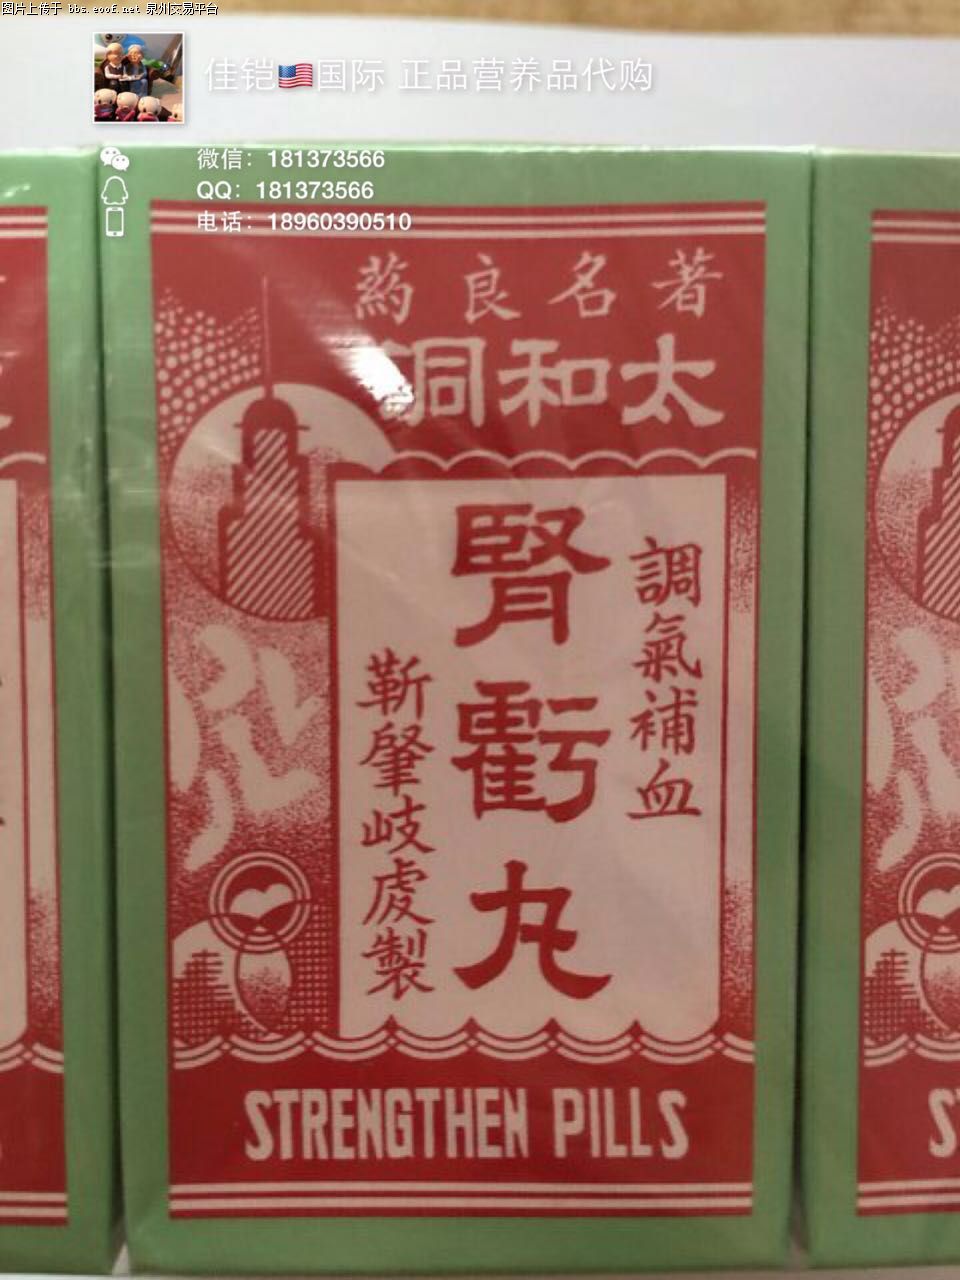 图片上传于 bbs.eoof.net 泉州交易平台
佳铠🇺🇸国际 正品营养品代购
微信：181373566
QQ：181373566
电话：18960390510
著名良药
太和洞
調氣補血
腎虧丸
靳肇岐虔製
STRENGTHEN PILLS